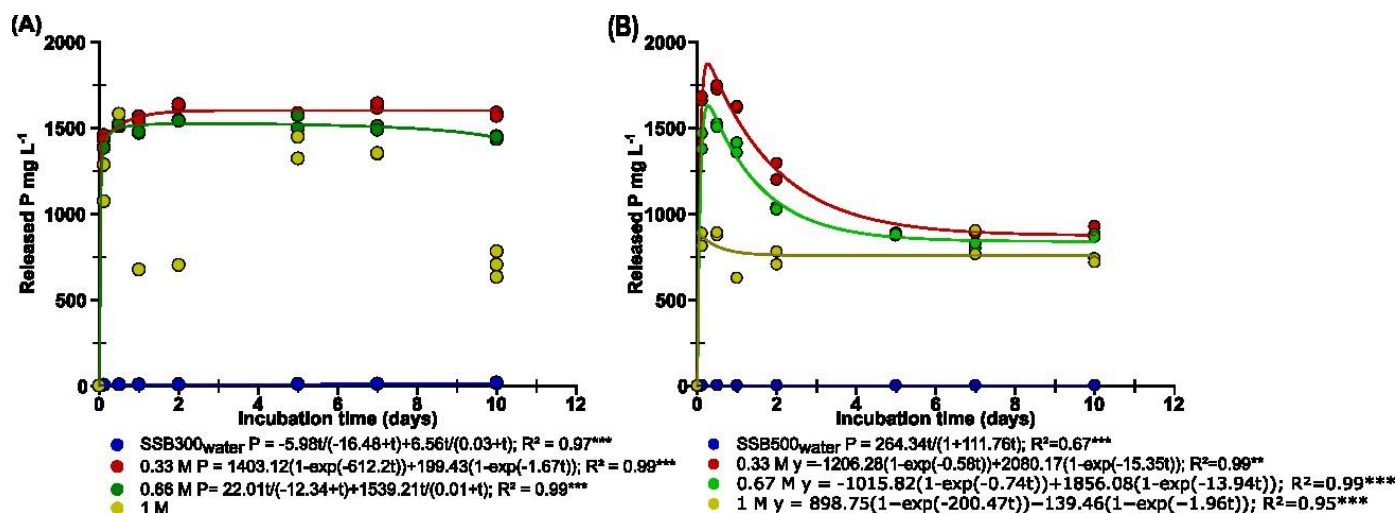 (A)
(B)
2000
1500
1000
500
0
Released P mg L⁻¹
0 2 4 6 8 10 12
Incubation time (days)
SSB300water P = -5.98t/(-16.48+t)+6.56t/(0.03+t); R² = 0.97***
0.33 M P = 1403.12(1-exp(-612.2t))+199.43(1-exp(-1.67t)); R² = 0.99***
0.66 M P= 22.01t/(-12.34+t)+1539.21t/(0.01+t); R² = 0.99***
1 M
2000
1500
1000
500
0
Released P mg L⁻¹
0 2 4 6 8 10 12
Incubation time (days)
SSB500water P = 264.34t/(1+111.76t); R²=0.67***
0.33 M y=-1206.28(1-exp(-0.58t))+2080.17(1-exp(-15.35t)); R²=0.99**
0.67 M y= -1015.82(1-exp(-0.74t))+1856.08(1-exp(-13.94t)); R²=0.99***
1 M y = 898.75(1−exp(-200.47t))−139.46(1−exp(−1.96t)); R²=0.95***